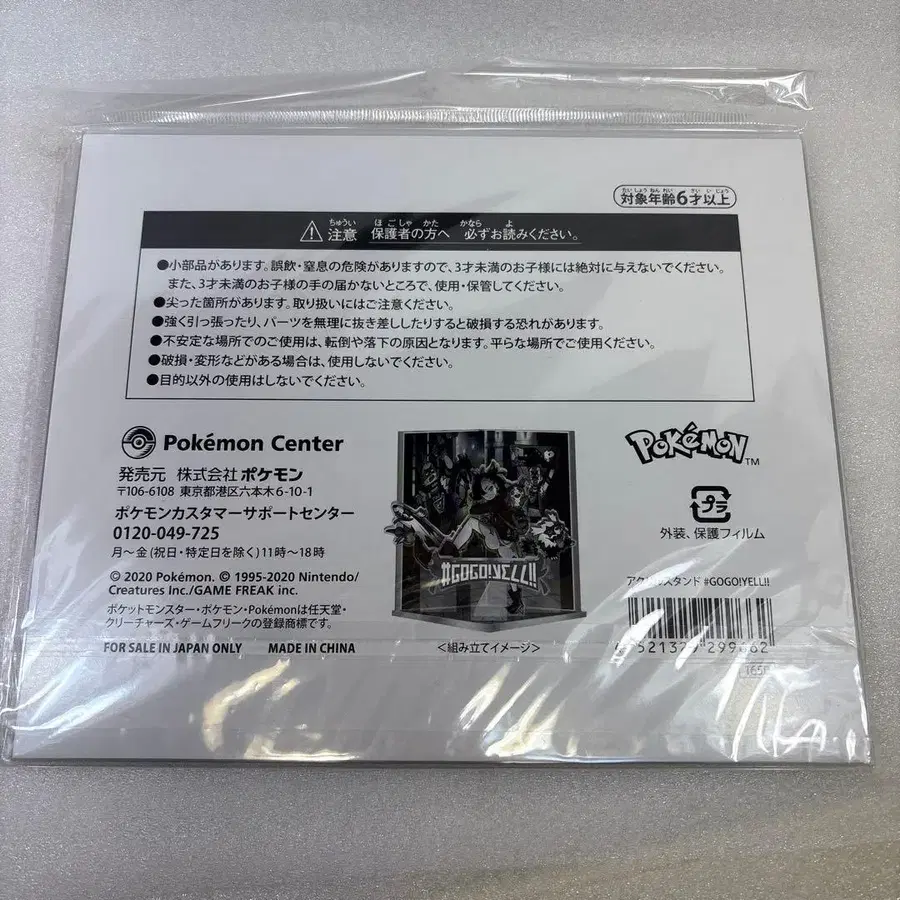 対象年齢6才以上
注意 保護者の方へ 必ずお読みください。
●小部品があります。誤飲・窒息の危険がありますので、3才未満のお子様には絶対に与えないでください。
また、3才未満のお子様の手の届かないところで、使用・保管してください。
●尖った箇所があります。取り扱いにはご注意ください。
●強く引っ張ったり、パーツを無理に抜き差ししたりすると破損する恐れがあります。
●不安定な場所でのご使用は、転倒や落下の原因となります。平らな場所でご使用ください。
●破損・変形などがある場合は、使用しないでください。
●目的以外の使用はしないでください。
Pokémon Center
発売元 株式会社ポケモン
〒106-6108 東京都港区六本木6-10-1
ポケモンカスタマーサポートセンター
0120-049-725
月〜金(祝日・特定日を除く)11時〜18時
© 2020 Pokémon. © 1995-2020 Nintendo/
Creatures Inc./GAME FREAK inc.
ポケットモンスター・ポケモン・Pokémonは任天堂・
クリーチャーズ・ゲームフリークの登録商標です。
FOR SALE IN JAPAN ONLY MADE IN CHINA
#GOGO!YELL!!
<組み立てイメージ>
POKéMON TM
プラ
外装、保護フィルム
#GOGO!YELL!!